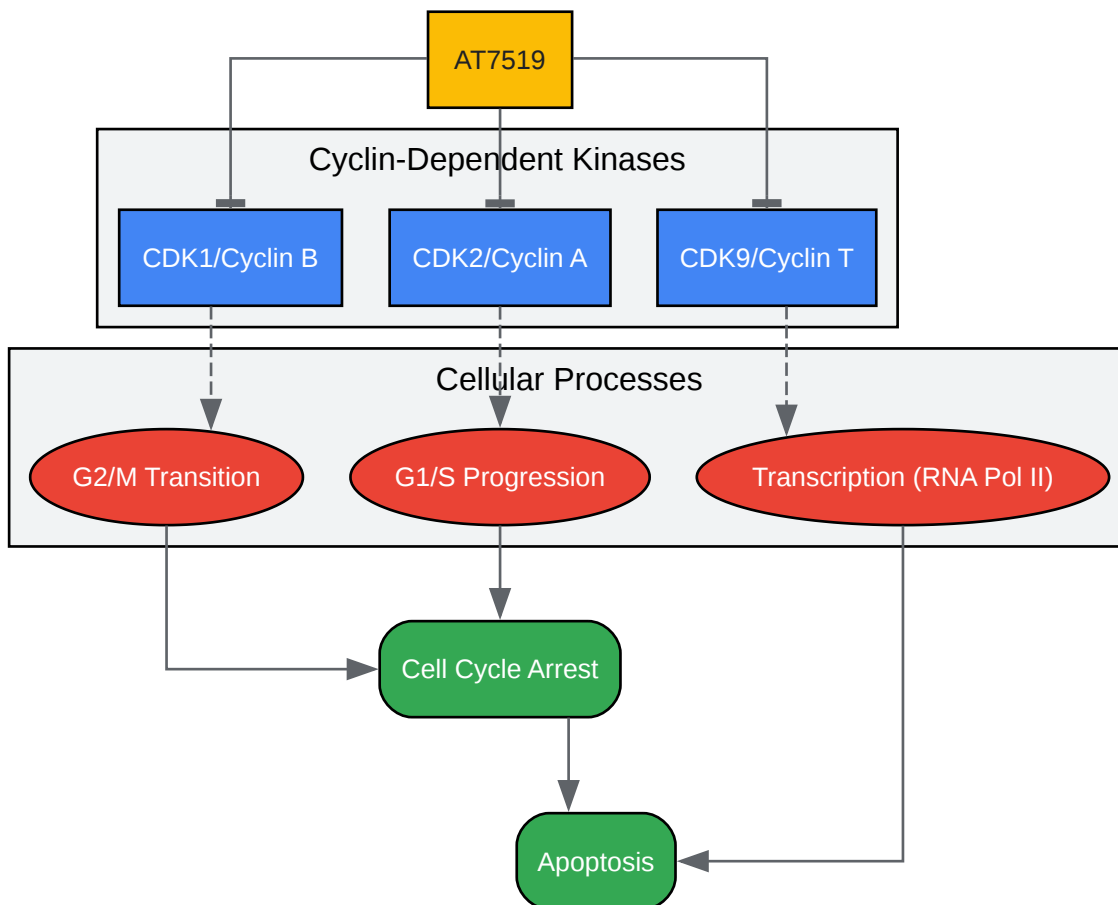 AT7519
Cyclin-Dependent Kinases
CDK1/Cyclin B
CDK2/Cyclin A
CDK9/Cyclin T
Cellular Processes
G2/M Transition
G1/S Progression
Transcription (RNA Pol II)
Cell Cycle Arrest
Apoptosis